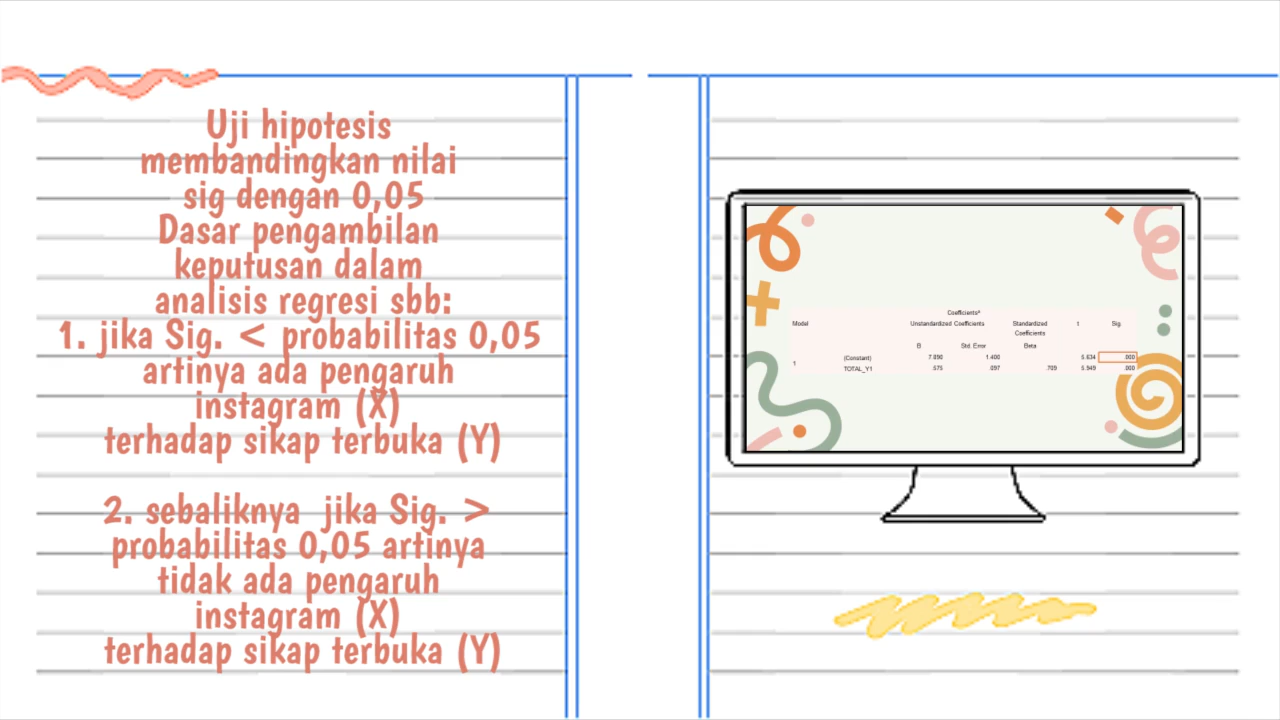 Uji hipotesis
membandingkan nilai
sig dengan 0,05
Dasar pengambilan
keputusan dalam
analisis regresi sbb:
1. jika Sig. < probabilitas 0,05
artinya ada pengaruh
instagram (X)
terhadap sikap terbuka (Y)
2. sebaliknya jika Sig. >
probabilitas 0,05 artinya
tidak ada pengaruh
instagram (X)
terhadap sikap terbuka (Y)
Coefficientsᵃ
Model Unstandardized Coefficients Standardized Coefficients t Sig.
B Std. Error Beta
1 (Constant) 7.890 1.400 5.634 .000
TOTAL_Y1 .575 .097 .709 5.949 .000